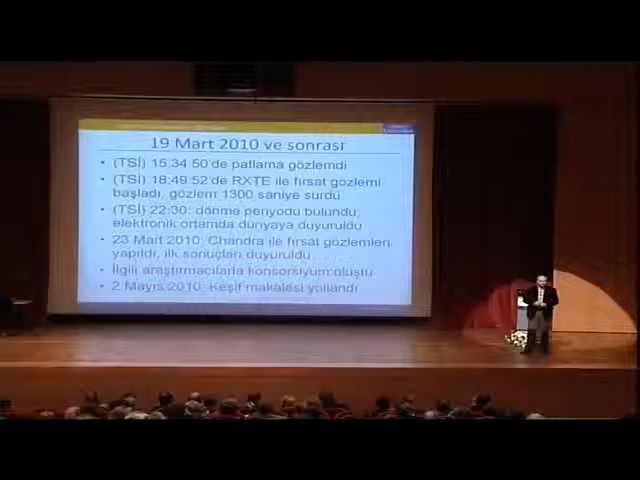 19 Mart 2010 ve sonrası
• (TSİ) 15:34:50'de patlama gözlemdi
• (TSİ) 18:49:52'de RXTE ile fırsat gözlemi
başladı, gözlem 1300 saniye sürdü
• (TSİ) 22:30: dönme periyodu bulundu,
elektronik ortamda dünyaya duyuruldu
• 23 Mart 2010: Chandra ile fırsat gözlemleri
yapıldı, ilk sonuçları duyuruldu
• İlgili araştırmacılarla konsorsiyum oluştu
• 2 Mayıs 2010: Keşif makalesi yollandı